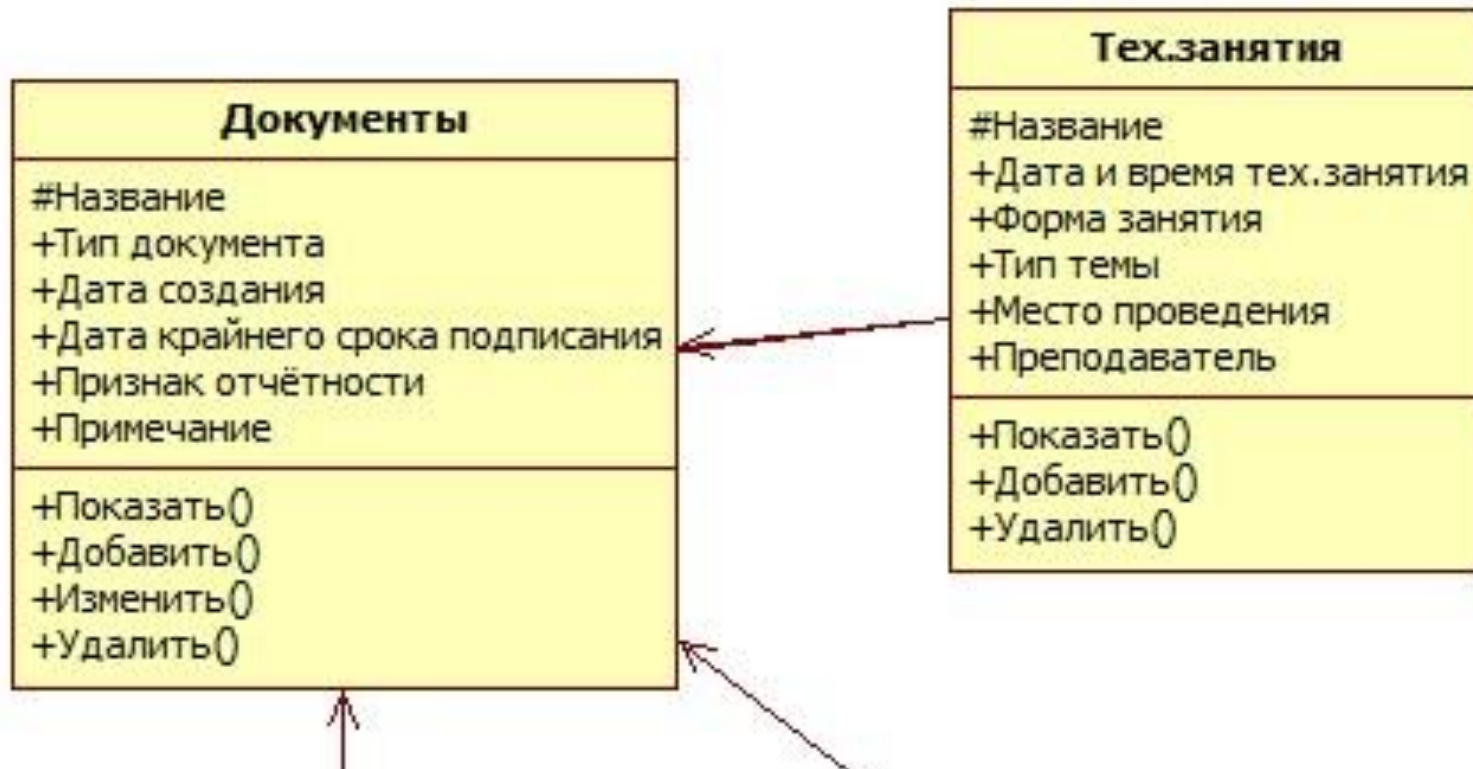 Документы
#Название
+Тип документа
+Дата создания
+Дата крайнего срока подписания
+Признак отчётности
+Примечание
+Показать()
+Добавить()
+Изменить()
+Удалить()
Тех.занятия
#Название
+Дата и время тех.занятия
+Форма занятия
+Тип темы
+Место проведения
+Преподаватель
+Показать()
+Добавить()
+Удалить()